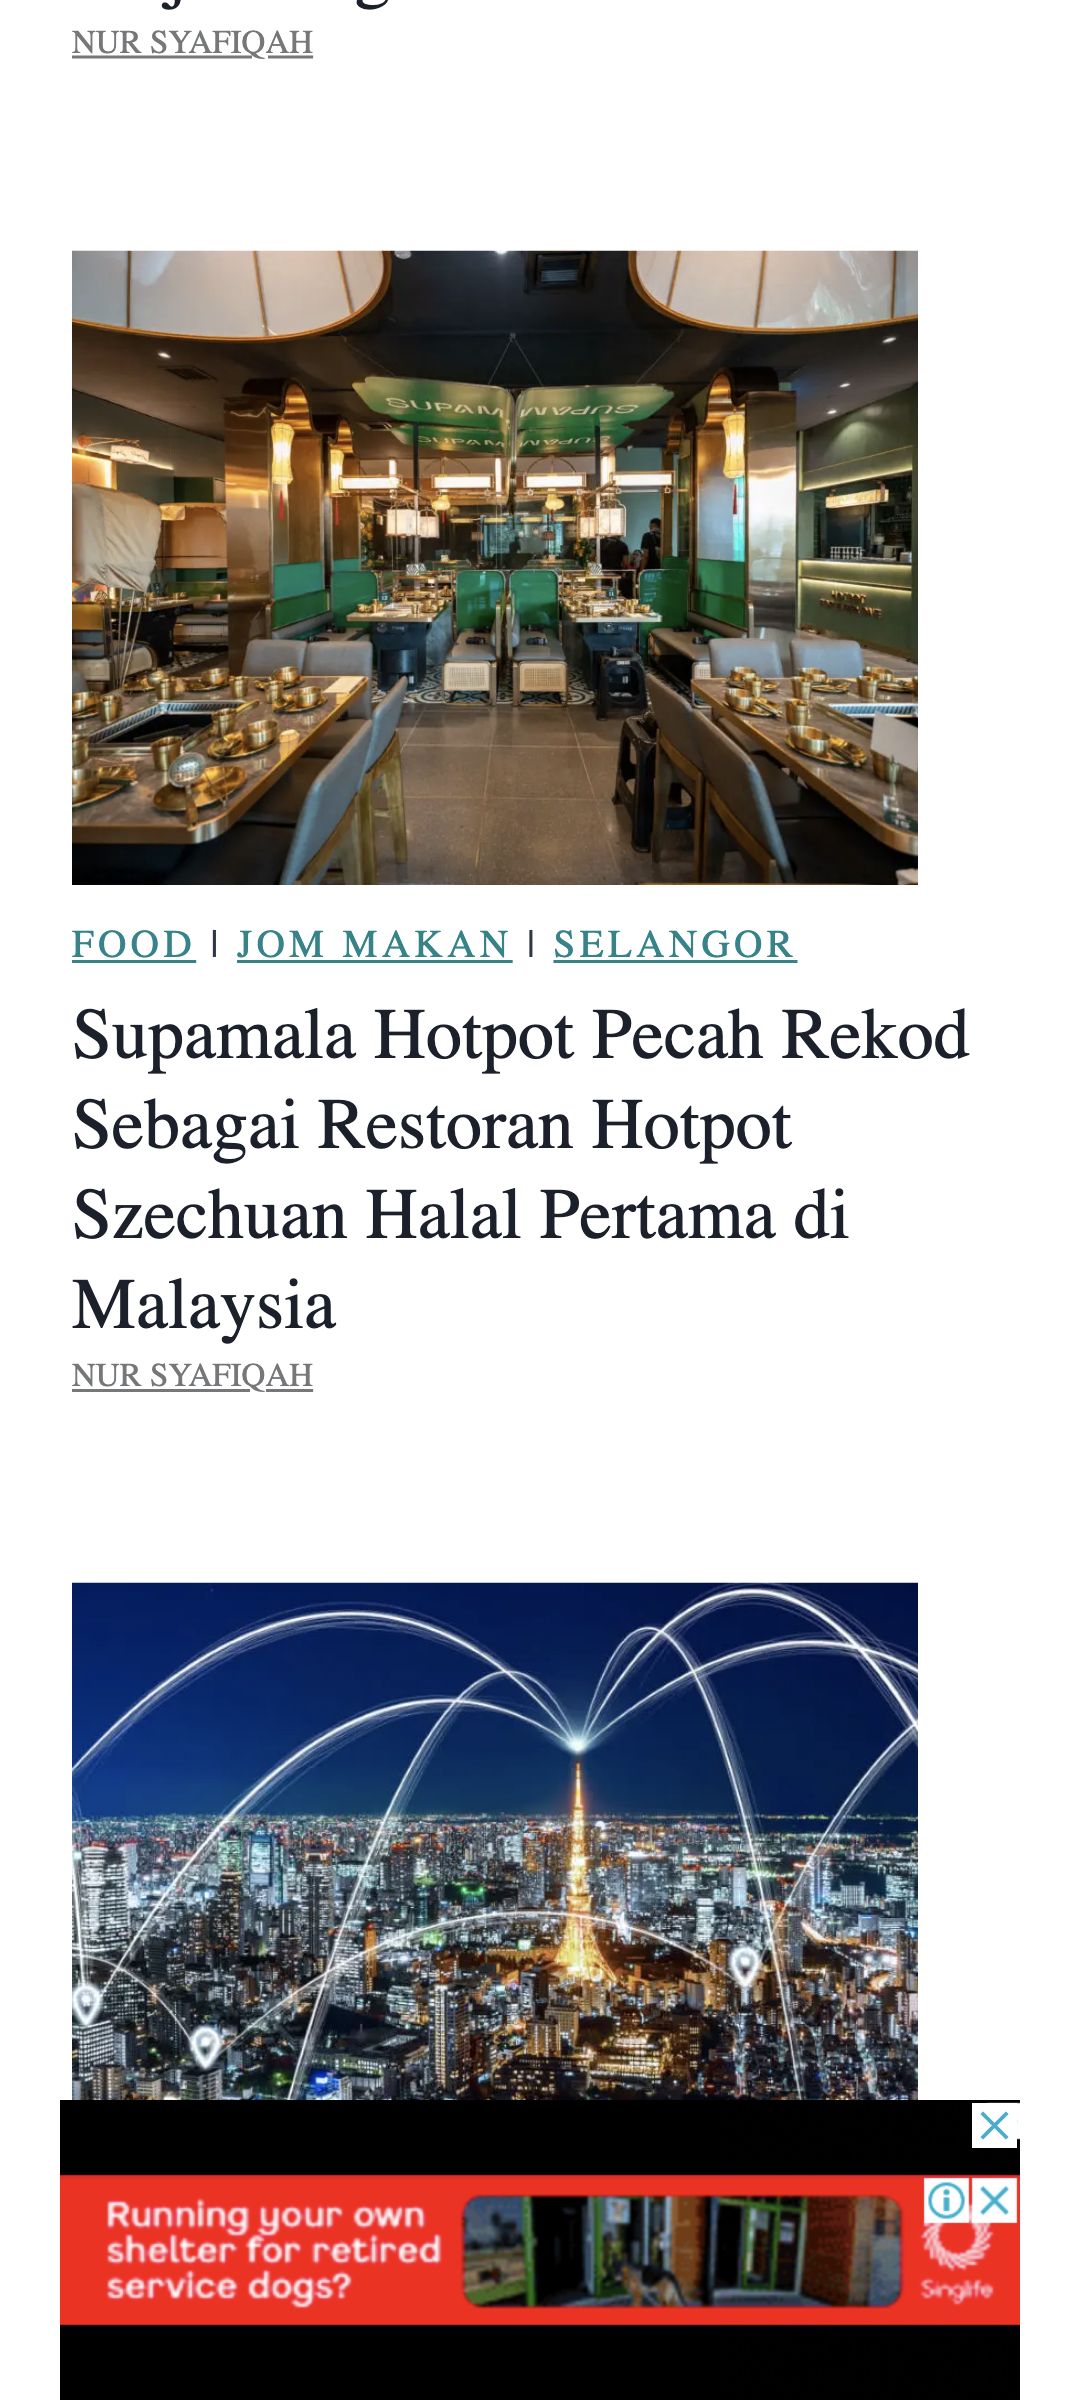 NUR SYAFIQAH
SUPAM
SUPAM
FOOD | JOM MAKAN | SELANGOR
Supamala Hotpot Pecah Rekod
Sebagai Restoran Hotpot
Szechuan Halal Pertama di
Malaysia
NUR SYAFIQAH
Running your own
shelter for retired
service dogs?
Singlife